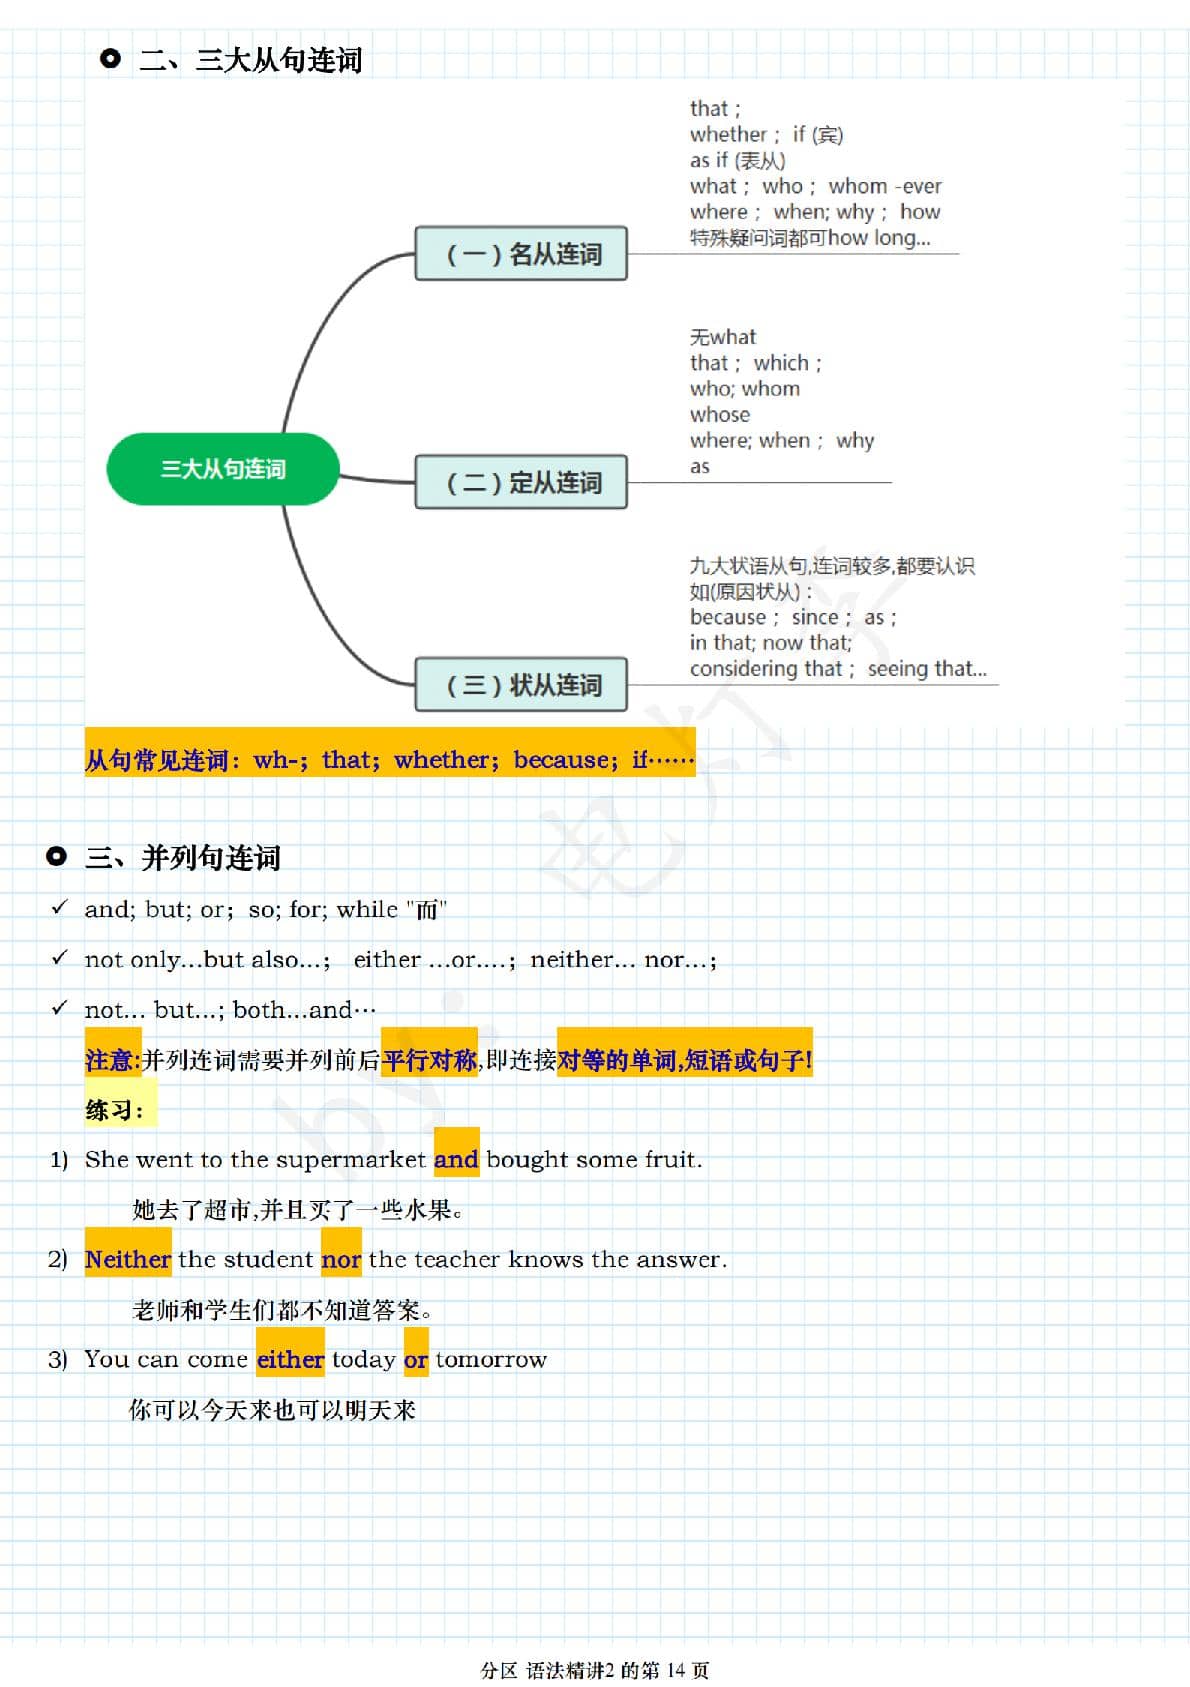 二、三大从句连词
that；
whether； if (宾)
as if (表从)
what； who； whom -ever
where； when; why； how
特殊疑问词都可how long...
（一）名从连词
无what
that； which；
who; whom
whose
where; when； why
as
三大从句连词
（二）定从连词
九大状语从句,连词较多,都要认识
如(原因状从)：
because； since； as；
in that; now that;
considering that； seeing that...
（三）状从连词
从句常见连词：wh-；that；whether；because；if……
三、并列句连词
✓ and; but; or；so; for; while "而"
✓ not only...but also...； either ...or....；neither... nor...；
✓ not... but...; both...and…
注意:并列连词需要并列前后平行对称,即连接对等的单词,短语或句子!
练习：
1) She went to the supermarket and bought some fruit.
她去了超市,并且买了一些水果。
2) Neither the student nor the teacher knows the answer.
老师和学生们都不知道答案。
3) You can come either today or tomorrow
你可以今天来也可以明天来
分区 语法精讲2 的第 14 页